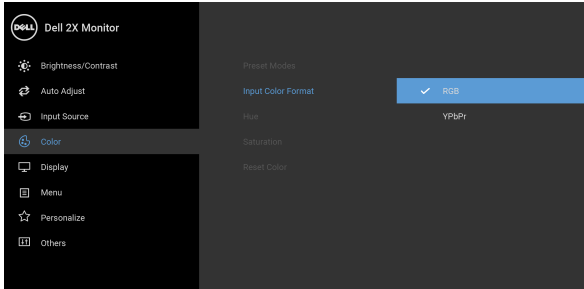 DELL
Dell 2X Monitor
Brightness/Contrast
Auto Adjust
Input Source
Color
Display
Menu
Personalize
Others
Preset Modes
Input Color Format
Hue
Saturation
Reset Color
RGB
YPbPr